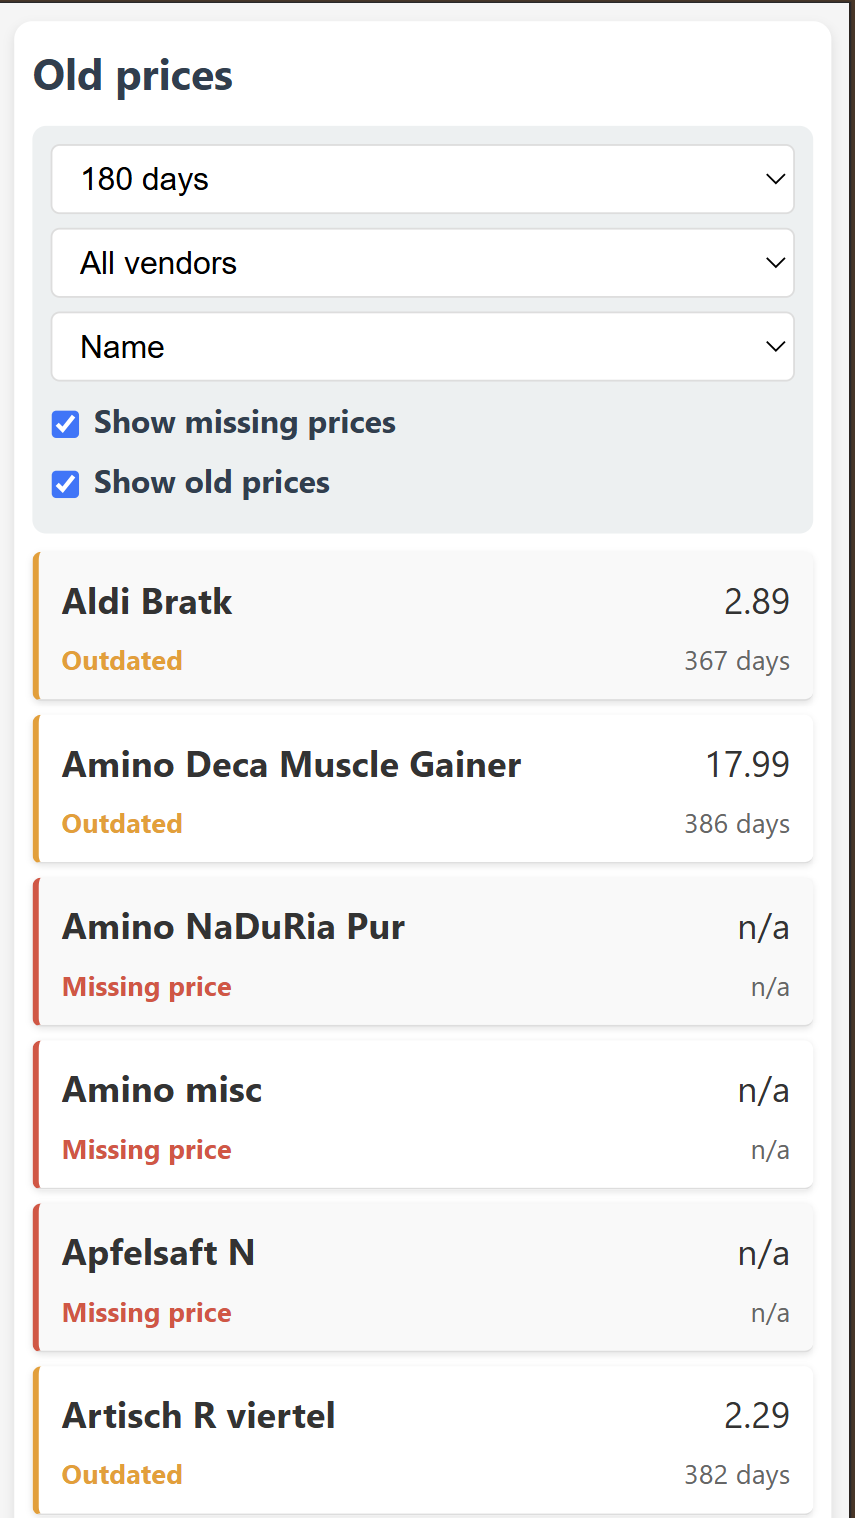 Old prices
180 days
All vendors
Name
Show missing prices
Show old prices
Aldi Bratk 2.89
Outdated 367 days
Amino Deca Muscle Gainer 17.99
Outdated 386 days
Amino NaDuRia Pur n/a
Missing price n/a
Amino misc n/a
Missing price n/a
Apfelsaft N n/a
Missing price n/a
Artisch R viertel 2.29
Outdated 382 days